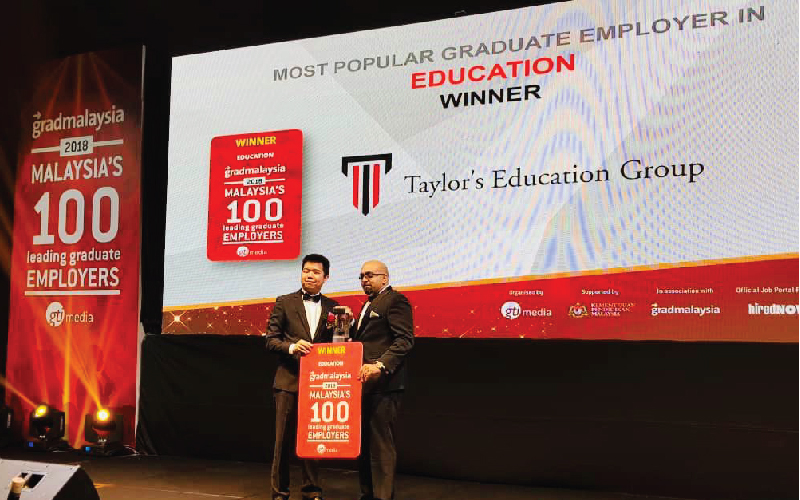 gradmalaysia
2018
MALAYSIA'S
100
leading graduate
EMPLOYERS
gti media
MOST POPULAR GRADUATE EMPLOYER IN
EDUCATION
WINNER
WINNER
EDUCATION
gradmalaysia
2018
MALAYSIA'S
100
leading graduate
EMPLOYERS
gti media
Taylor's Education Group
Organised by
gti media
Supported by
KEMENTERIAN
PENDIDIKAN
MALAYSIA
In association with
gradmalaysia
Official Job Portal
hiredNOW
WINNER
EDUCATION
gradmalaysia
2018
MALAYSIA'S
100
leading graduate
EMPLOYERS
gti media